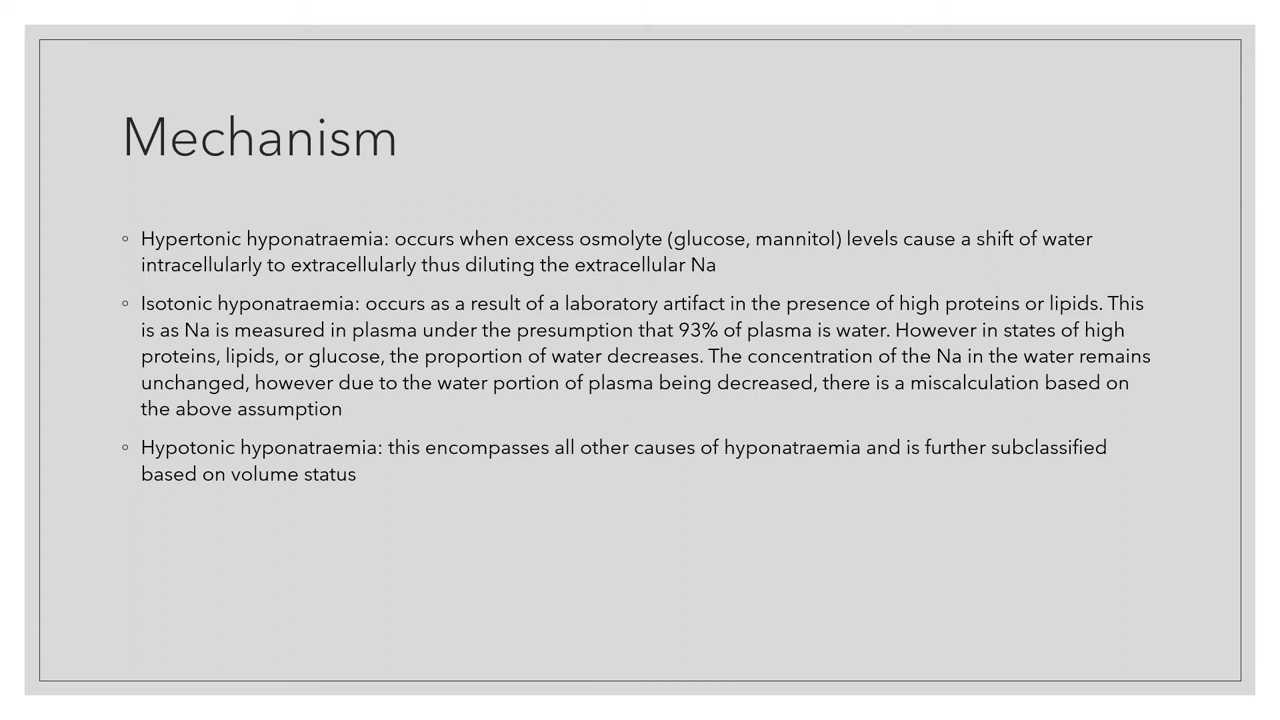 Mechanism
◦ Hypertonic hyponatraemia: occurs when excess osmolyte (glucose, mannitol) levels cause a shift of water
intracellularly to extracellularly thus diluting the extracellular Na
◦ Isotonic hyponatraemia: occurs as a result of a laboratory artifact in the presence of high proteins or lipids. This
is as Na is measured in plasma under the presumption that 93% of plasma is water. However in states of high
proteins, lipids, or glucose, the proportion of water decreases. The concentration of the Na in the water remains
unchanged, however due to the water portion of plasma being decreased, there is a miscalculation based on
the above assumption
◦ Hypotonic hyponatraemia: this encompasses all other causes of hyponatraemia and is further subclassified
based on volume status